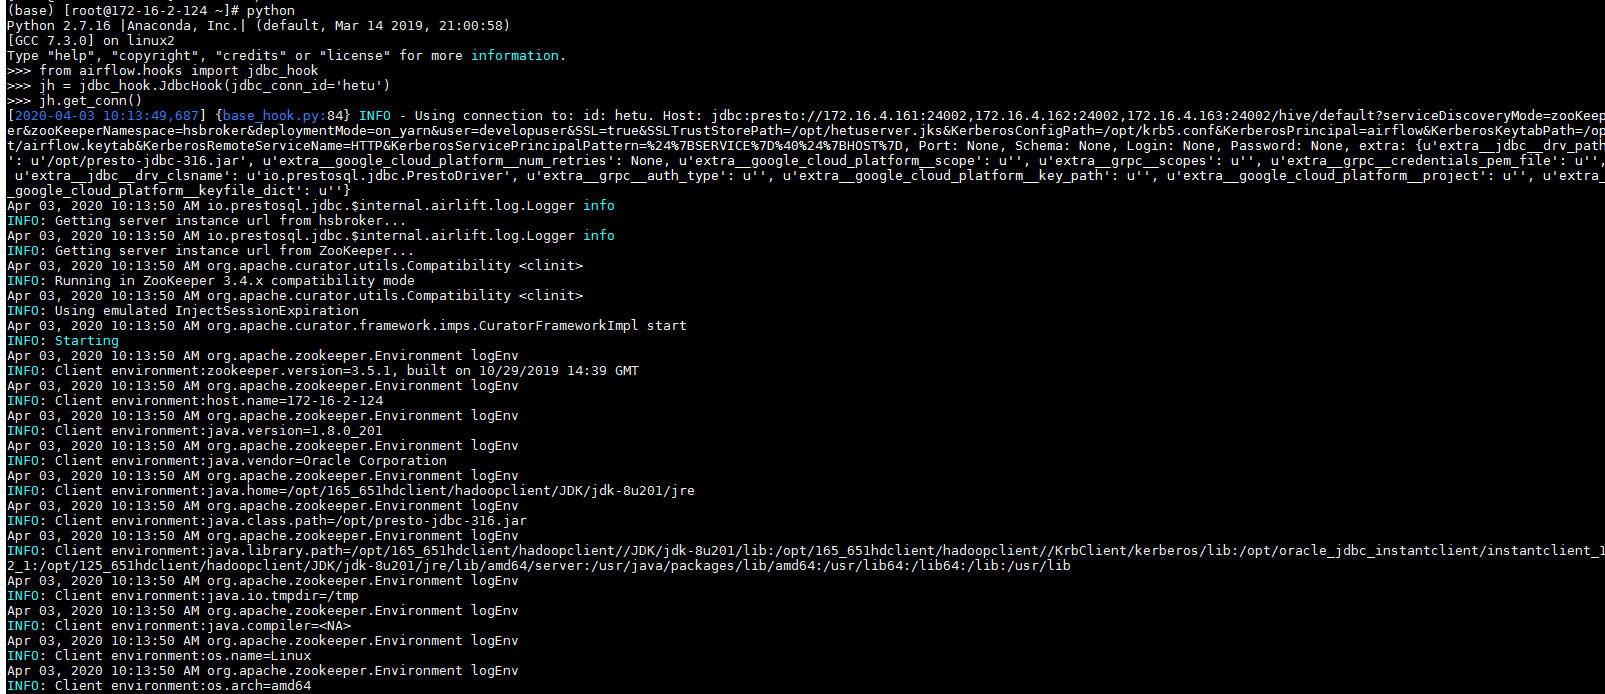 (base) [root@172-16-2-124 ~]# python
Python 2.7.16 |Anaconda, Inc.| (default, Mar 14 2019, 21:00:58)
[GCC 7.3.0] on linux2
Type "help", "copyright", "credits" or "license" for more information.
>>> from airflow.hooks import jdbc_hook
>>> jh = jdbc_hook.JdbcHook(jdbc_conn_id='hetu')
>>> jh.get_conn()
[2020-04-03 10:13:49,687] {base_hook.py:84} INFO - Using connection to: id: hetu. Host: jdbc:presto://172.16.4.161:24002,172.16.4.162:24002,172.16.4.163:24002/hive/default?serviceDiscoveryMode=zooKeep
er&zooKeeperNamespace=hsbroker&deploymentMode=on_yarn&user=developuser&SSL=true&SSLTrustStorePath=/opt/hetuserver.jks&KerberosConfigPath=/opt/krb5.conf&KerberosPrincipal=airflow&KerberosKeytabPath=/op
t/airflow.keytab&KerberosRemoteServiceName=HTTP&KerberosServicePrincipalPattern=%24%7BSERVICE%7D%40%24%7BHOST%7D, Port: None, Schema: None, Login: None, Password: None, extra: {u'extra__jdbc__drv_path
': u'/opt/presto-jdbc-316.jar', u'extra__google_cloud_platform__num_retries': None, u'extra__google_cloud_platform__scope': u'', u'extra__grpc__scopes': u'', u'extra__grpc__credentials_pem_file': u'',
u'extra__jdbc__drv_clsname': u'io.prestosql.jdbc.PrestoDriver', u'extra__grpc__auth_type': u'', u'extra__google_cloud_platform__key_path': u'', u'extra__google_cloud_platform__project': u'', u'extra_
_google_cloud_platform__keyfile_dict': u''}
Apr 03, 2020 10:13:50 AM io.prestosql.jdbc.$internal.airlift.log.Logger info
INFO: Getting server instance url from hsbroker...
Apr 03, 2020 10:13:50 AM io.prestosql.jdbc.$internal.airlift.log.Logger info
INFO: Getting server instance url from ZooKeeper...
Apr 03, 2020 10:13:50 AM org.apache.curator.utils.Compatibility <clinit>
INFO: Running in ZooKeeper 3.4.x compatibility mode
Apr 03, 2020 10:13:50 AM org.apache.curator.utils.Compatibility <clinit>
INFO: Using emulated InjectSessionExpiration
Apr 03, 2020 10:13:50 AM org.apache.curator.framework.imps.CuratorFrameworkImpl start
INFO: Starting
Apr 03, 2020 10:13:50 AM org.apache.zookeeper.Environment logEnv
INFO: Client environment:zookeeper.version=3.5.1, built on 10/29/2019 14:39 GMT
Apr 03, 2020 10:13:50 AM org.apache.zookeeper.Environment logEnv
INFO: Client environment:host.name=172-16-2-124
Apr 03, 2020 10:13:50 AM org.apache.zookeeper.Environment logEnv
INFO: Client environment:java.version=1.8.0_201
Apr 03, 2020 10:13:50 AM org.apache.zookeeper.Environment logEnv
INFO: Client environment:java.vendor=Oracle Corporation
Apr 03, 2020 10:13:50 AM org.apache.zookeeper.Environment logEnv
INFO: Client environment:java.home=/opt/165_651hdclient/hadoopclient/JDK/jdk-8u201/jre
Apr 03, 2020 10:13:50 AM org.apache.zookeeper.Environment logEnv
INFO: Client environment:java.class.path=/opt/presto-jdbc-316.jar
Apr 03, 2020 10:13:50 AM org.apache.zookeeper.Environment logEnv
INFO: Client environment:java.library.path=/opt/165_651hdclient/hadoopclient//JDK/jdk-8u201/lib:/opt/165_651hdclient/hadoopclient//KrbClient/kerberos/lib:/opt/oracle_jdbc_instantclient/instantclient_1
2_1:/opt/125_651hdclient/hadoopclient/JDK/jdk-8u201/jre/lib/amd64/server:/usr/java/packages/lib/amd64:/usr/lib64:/lib64:/lib:/usr/lib
Apr 03, 2020 10:13:50 AM org.apache.zookeeper.Environment logEnv
INFO: Client environment:java.io.tmpdir=/tmp
Apr 03, 2020 10:13:50 AM org.apache.zookeeper.Environment logEnv
INFO: Client environment:java.compiler=<NA>
Apr 03, 2020 10:13:50 AM org.apache.zookeeper.Environment logEnv
INFO: Client environment:os.name=Linux
Apr 03, 2020 10:13:50 AM org.apache.zookeeper.Environment logEnv
INFO: Client environment:os.arch=amd64